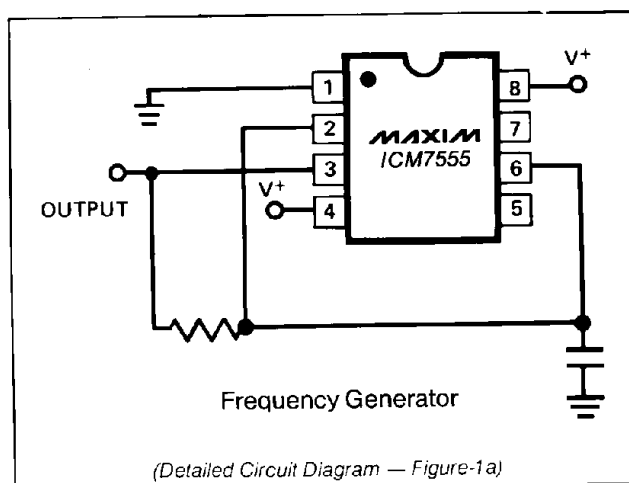 V+
1
8
2
7
MAXIM
ICM7555
3
6
V+
OUTPUT
4
5
Frequency Generator
(Detailed Circuit Diagram — Figure-1a)